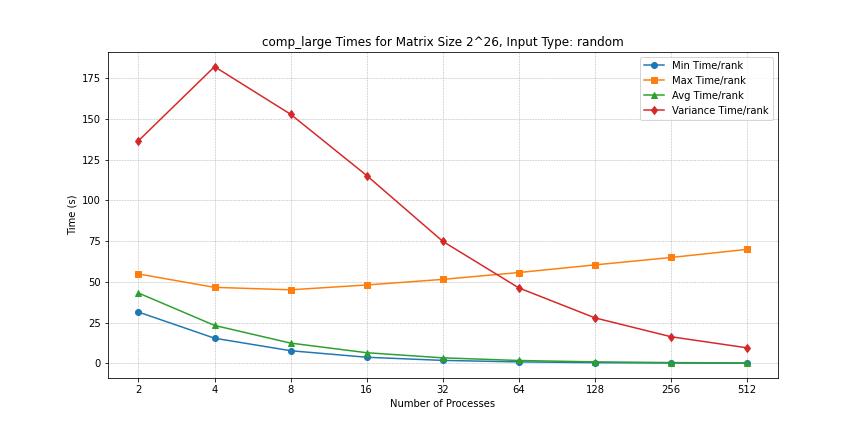 comp_large Times for Matrix Size 2^26, Input Type: random
Min Time/rank
Max Time/rank
Avg Time/rank
Variance Time/rank
175
150
125
100
75
50
25
0
Time (s)
2 4 8 16 32 64 128 256 512
Number of Processes